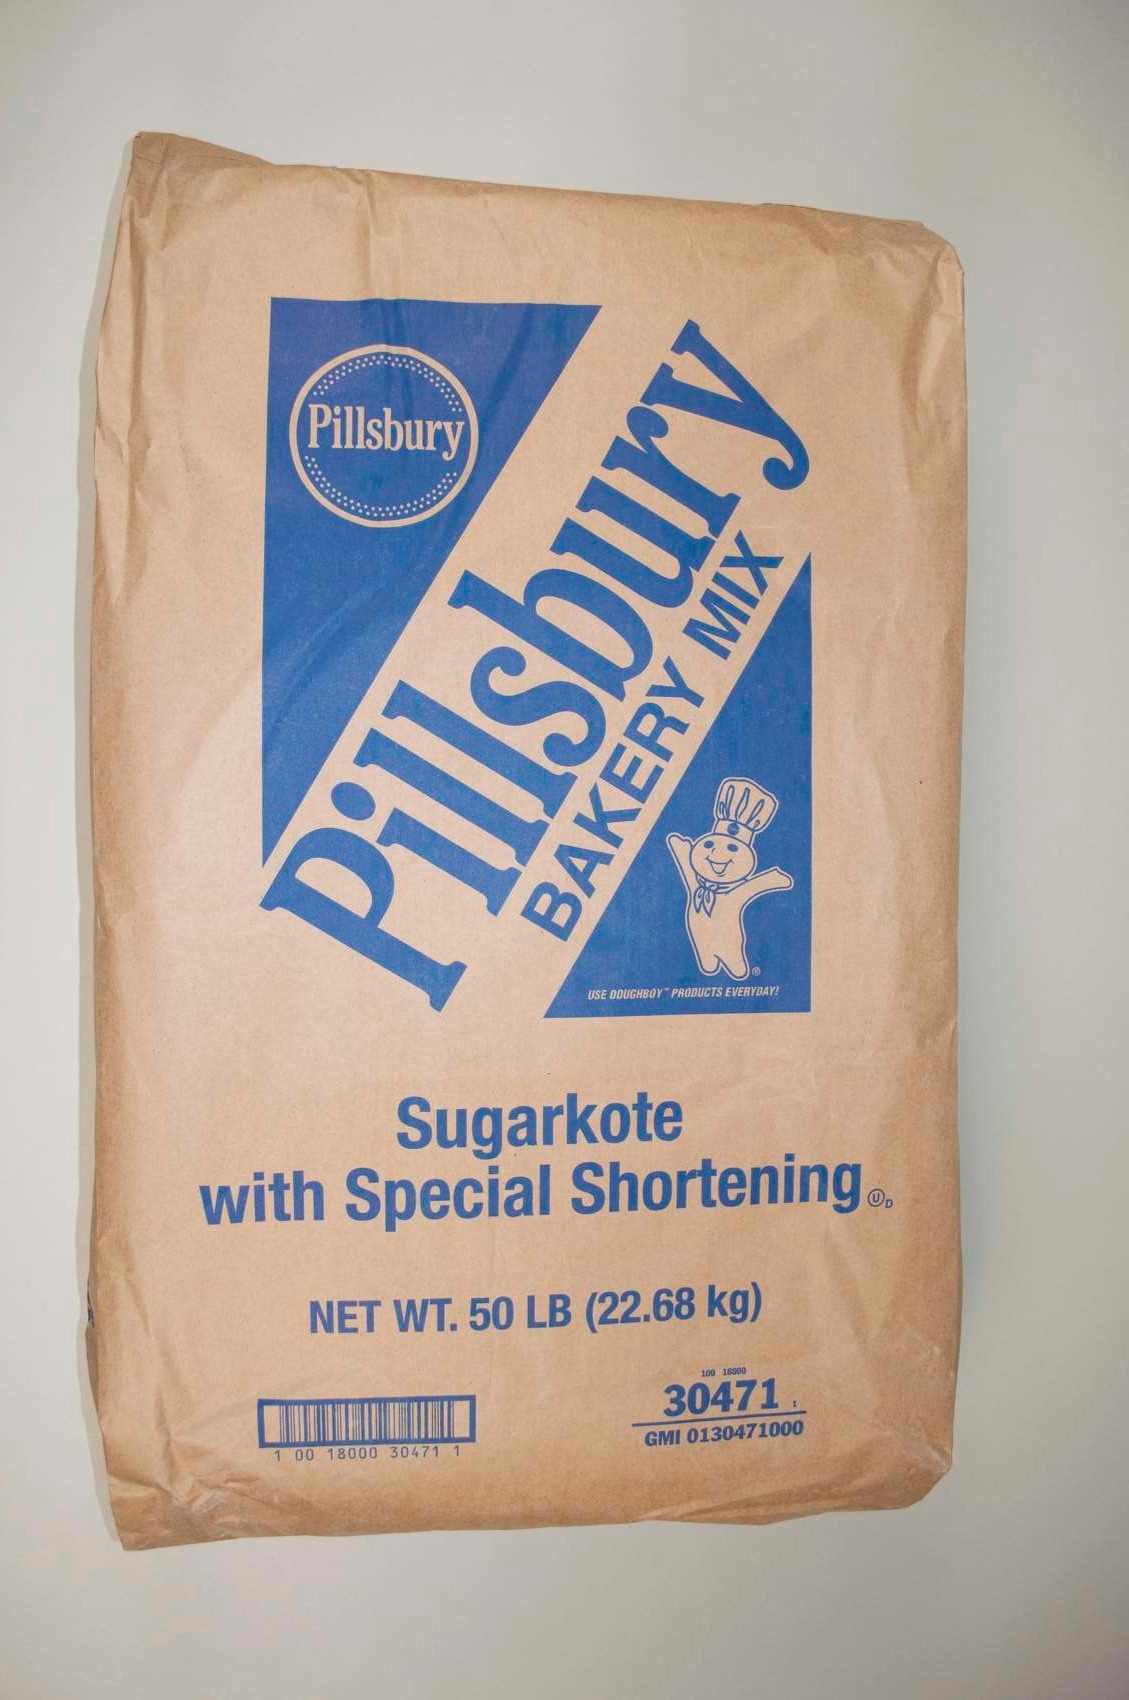 Pillsbury
Pillsbury
BAKERY MIX
USE DOUGHBOY™ PRODUCTS EVERYDAY!
Sugarkote
with Special Shortening Ⓤ D
NET WT. 50 LB (22.68 kg)
100 18000
30471 1
GMI 0130471000
1 00 18000 30471 1